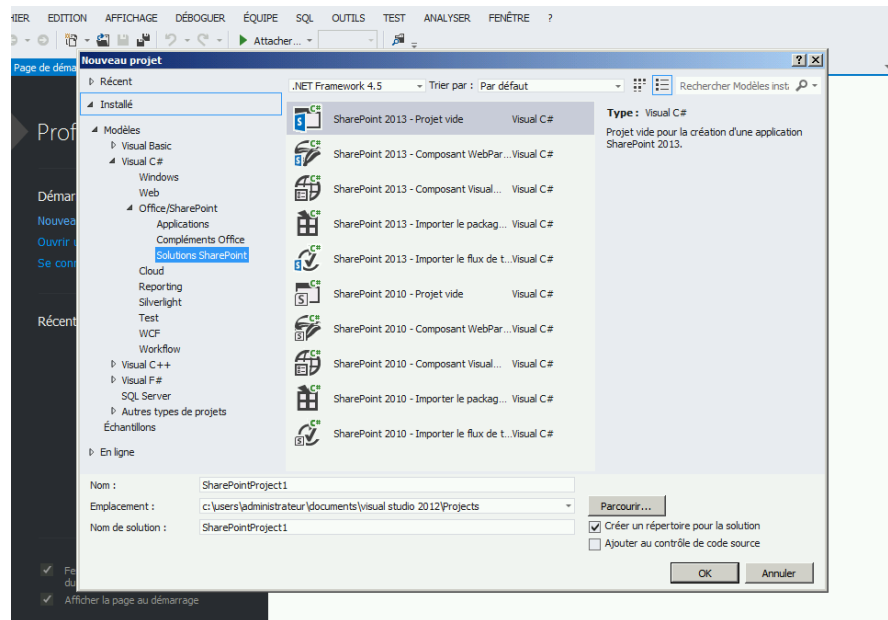 HIER EDITION AFFICHAGE DÉBOGUER ÉQUIPE SQL OUTILS TEST ANALYSER FENÊTRE ?
Attacher...
Page de déma
Nouveau projet
Récent
Installé
Modèles
Visual Basic
Visual C#
Windows
Web
Office/SharePoint
Applications
Compléments Office
Solutions SharePoint
Cloud
Reporting
Silverlight
Test
WCF
Workflow
Visual C++
Visual F#
SQL Server
Autres types de projets
Échantillons
En ligne
.NET Framework 4.5 Trier par : Par défaut
Rechercher Modèles inst
SharePoint 2013 - Projet vide Visual C#
SharePoint 2013 - Composant WebPar... Visual C#
SharePoint 2013 - Composant Visual... Visual C#
SharePoint 2013 - Importer le packag... Visual C#
SharePoint 2013 - Importer le flux de t... Visual C#
SharePoint 2010 - Projet vide Visual C#
SharePoint 2010 - Composant WebPar... Visual C#
SharePoint 2010 - Composant Visual... Visual C#
SharePoint 2010 - Importer le packag... Visual C#
SharePoint 2010 - Importer le flux de t... Visual C#
Type : Visual C#
Projet vide pour la création d'une application
SharePoint 2013.
Nom : SharePointProject1
Emplacement : c:\users\administrateur\documents\visual studio 2012\Projects
Parcourir...
Nom de solution : SharePointProject1
Créer un répertoire pour la solution
Ajouter au contrôle de code source
OK Annuler
Prof
Démar
Nouvea
Ouvrir u
Se conn
Récent
Fe
du
Afficher la page au démarrage